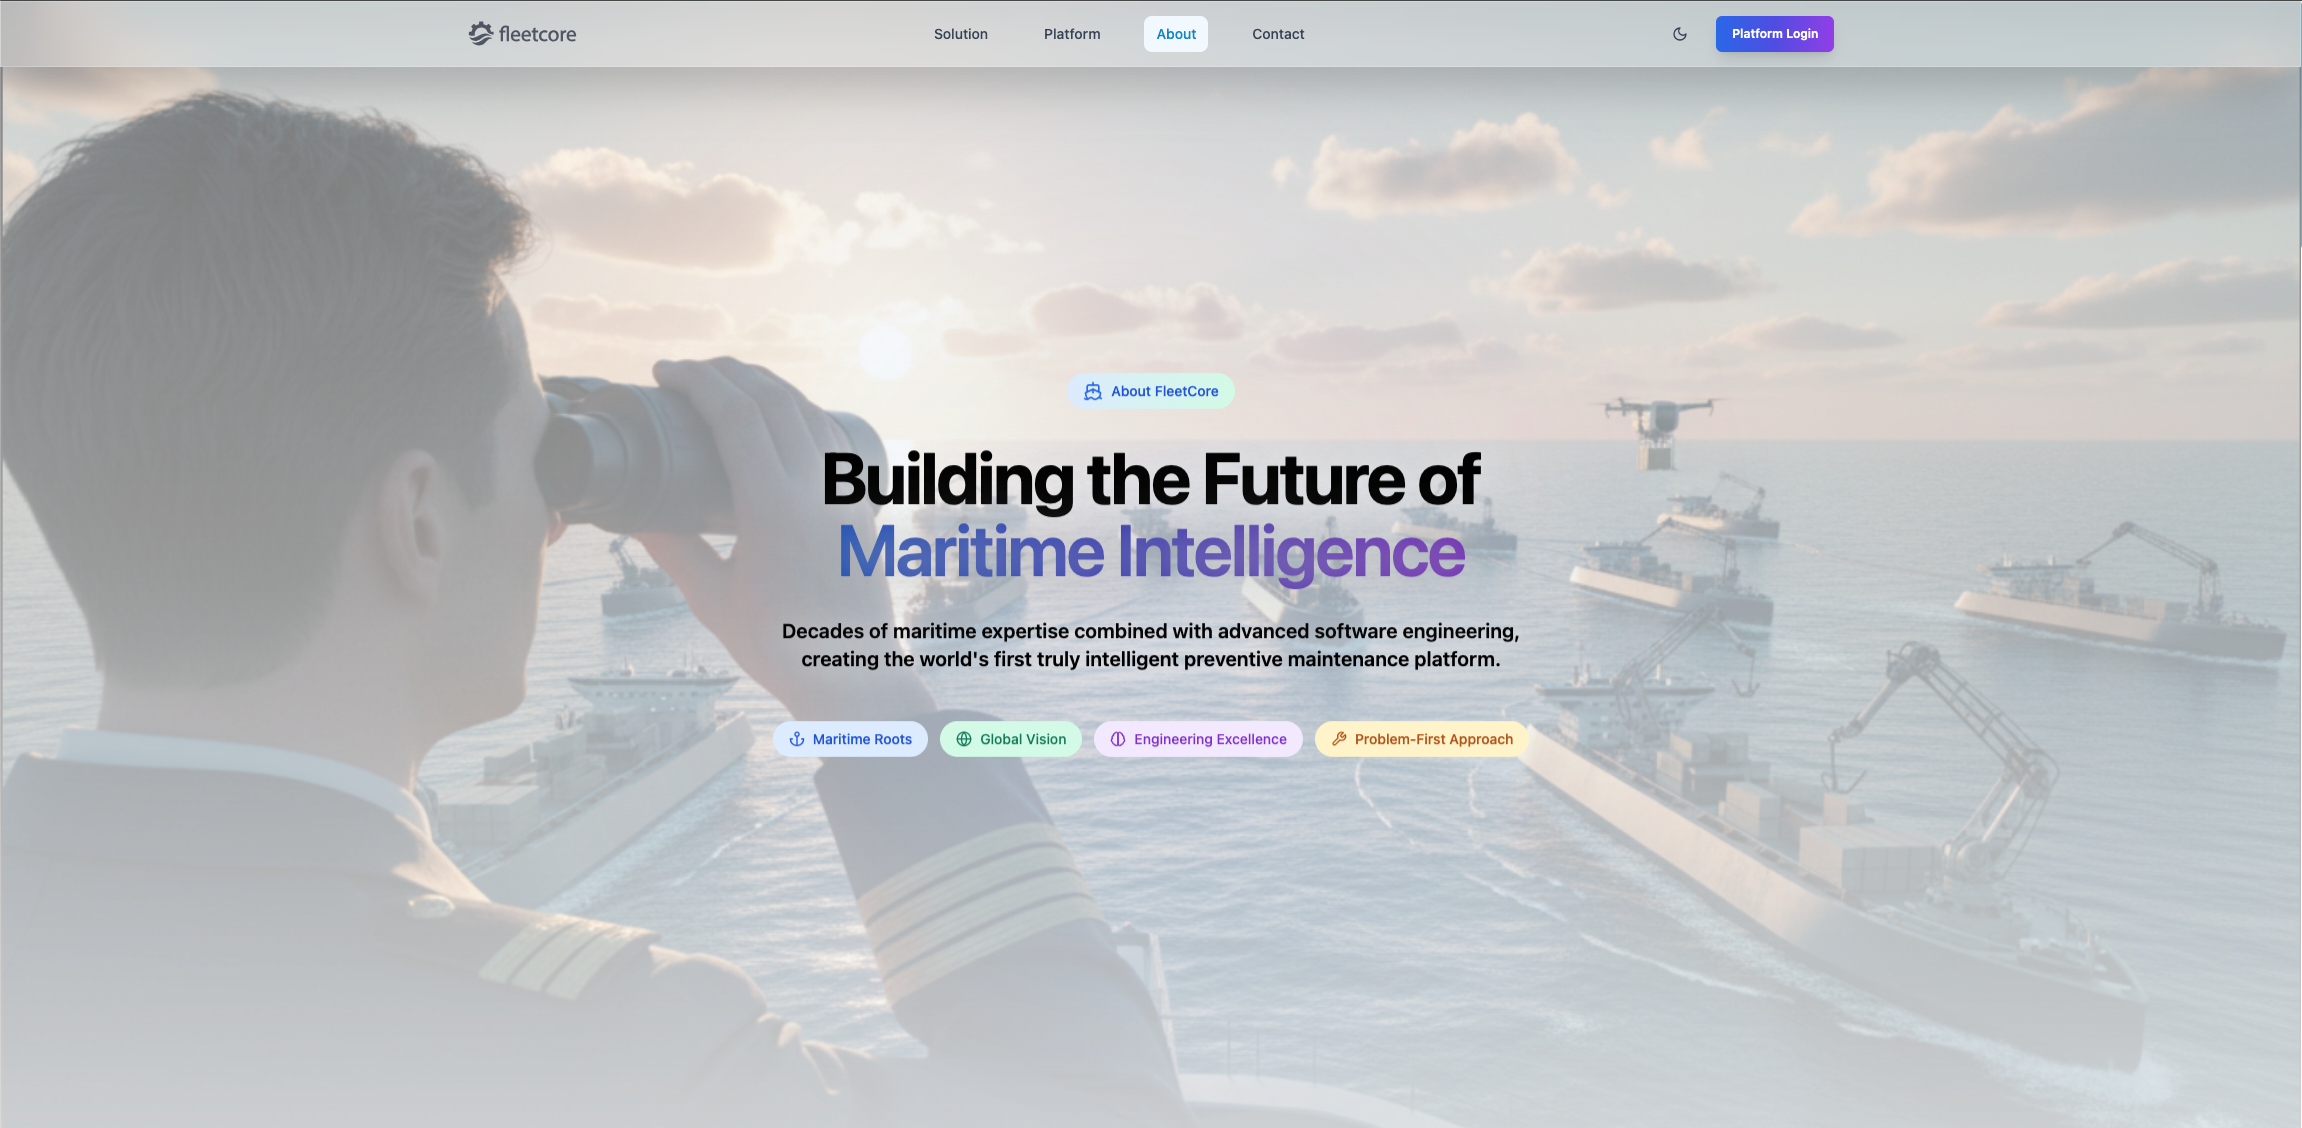 fleetcore
Solution
Platform
About
Contact
Platform Login
About FleetCore
Building the Future of
Maritime Intelligence
Decades of maritime expertise combined with advanced software engineering,
creating the world's first truly intelligent preventive maintenance platform.
Maritime Roots
Global Vision
Engineering Excellence
Problem-First Approach